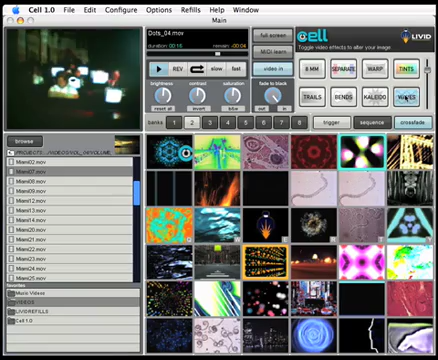 Cell 1.0 File Edit Configure Options Refills Help Window
Main
Dots_04.mov
duration: 00:16 remain: -00:04
REV slow fast
brightness contrast saturation
reset all invert b&w
full screen
MIDI learn
video in
fade to black
out in
cell LIVID
Toggle video effects to alter your image.
8 MM SEPARATE WARP TINTS
TRAILS BENDS KALEIDO WAVES
banks 1 2 3 4 5 6 7 8
trigger sequence crossfade
browse
Miami02.mov
Miami07.mov
Miami10.mov
Miami11.mov
Miami12.mov
Miami13.mov
Miami14.mov
Miami20.mov
Miami21.mov
Miami22.mov
Miami23.mov
Miami24.mov
Miami25.mov
favorites
Music Videos
VIDEOS
LIVIDREFILLS
Cell 1.0